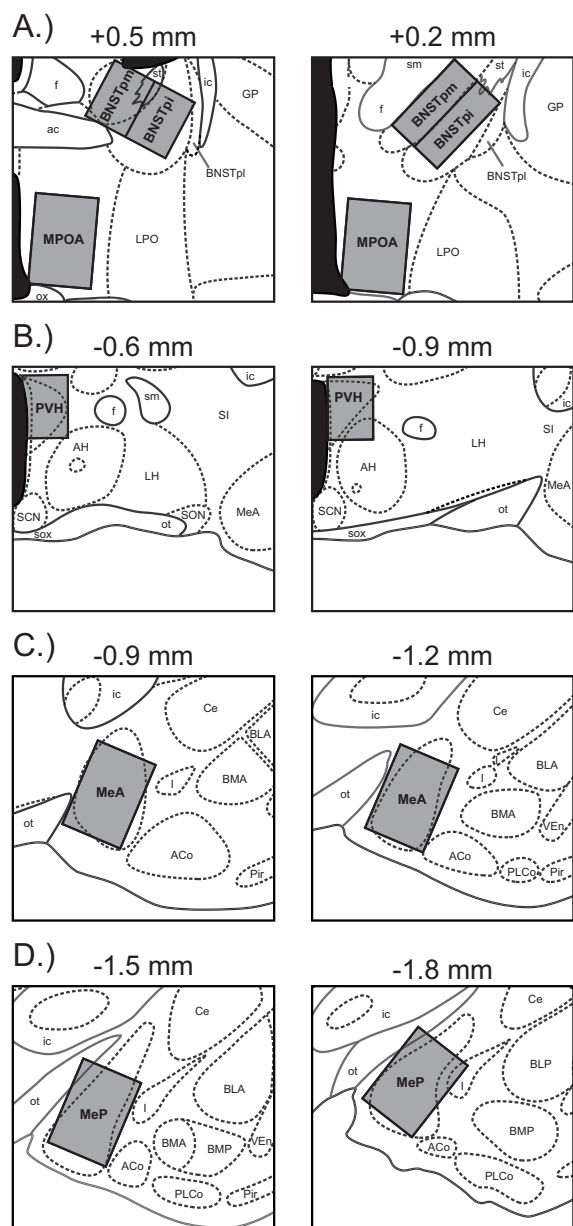 A.)
+0.5 mm
+0.2 mm
f
st
ic
GP
BNSTpm
BNSTpl
ac
BNSTpl
MPOA
LPO
ox
sm
st
ic
f
BNSTpm
BNSTpl
GP
BNSTpl
MPOA
LPO
B.)
-0.6 mm
-0.9 mm
ic
PVH
sm
f
SI
AH
LH
SCN
SON
MeA
sox
ot
ic
PVH
f
SI
AH
LH
MeA
SCN
ot
sox
C.)
-0.9 mm
-1.2 mm
ic
Ce
BLA
I
BMA
MeA
ot
ACo
Pir
ic
Ce
I
I
BLA
ot
MeA
BMA
VEn
ACo
PLCo
Pir
D.)
-1.5 mm
-1.8 mm
Ce
ic
BLA
ot
MeP
I
BMA
BMP
VEn
ACo
PLCo
Pir
Ce
ic
BLP
ot
MeP
I
BMP
ACo
PLCo